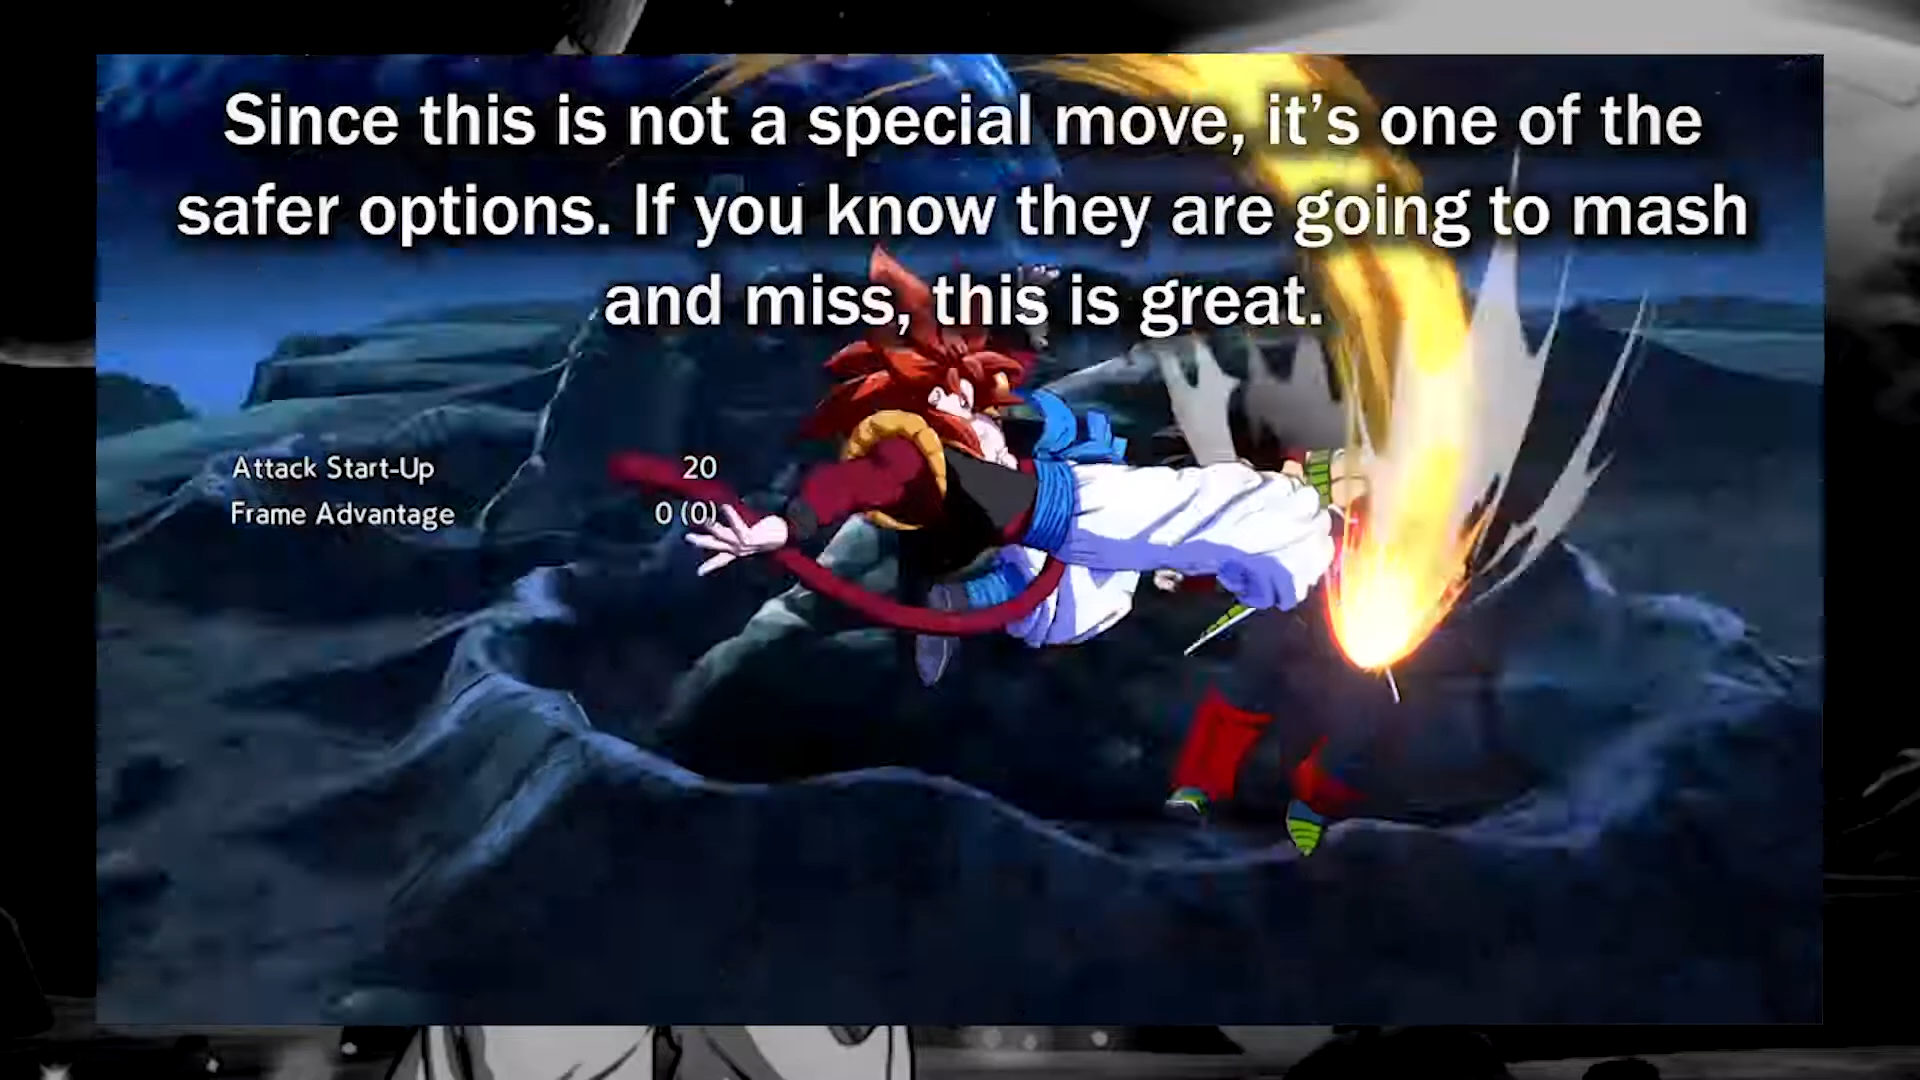 Since this is not a special move, it’s one of the
safer options. If you know they are going to mash
and miss, this is great.
Attack Start-Up 20
Frame Advantage 0 (0)